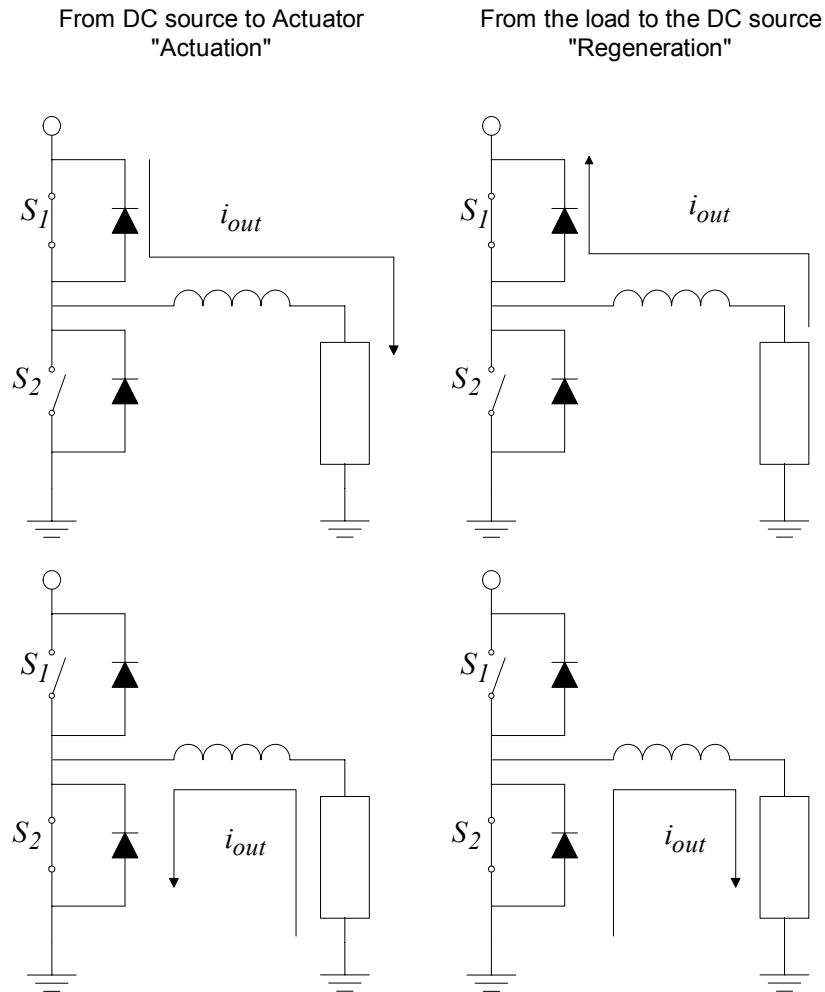 From DC source to Actuator
"Actuation"
From the load to the DC source
"Regeneration"
S1
iout
S1
iout
S2
S2
S1
S1
S2
iout
S2
iout